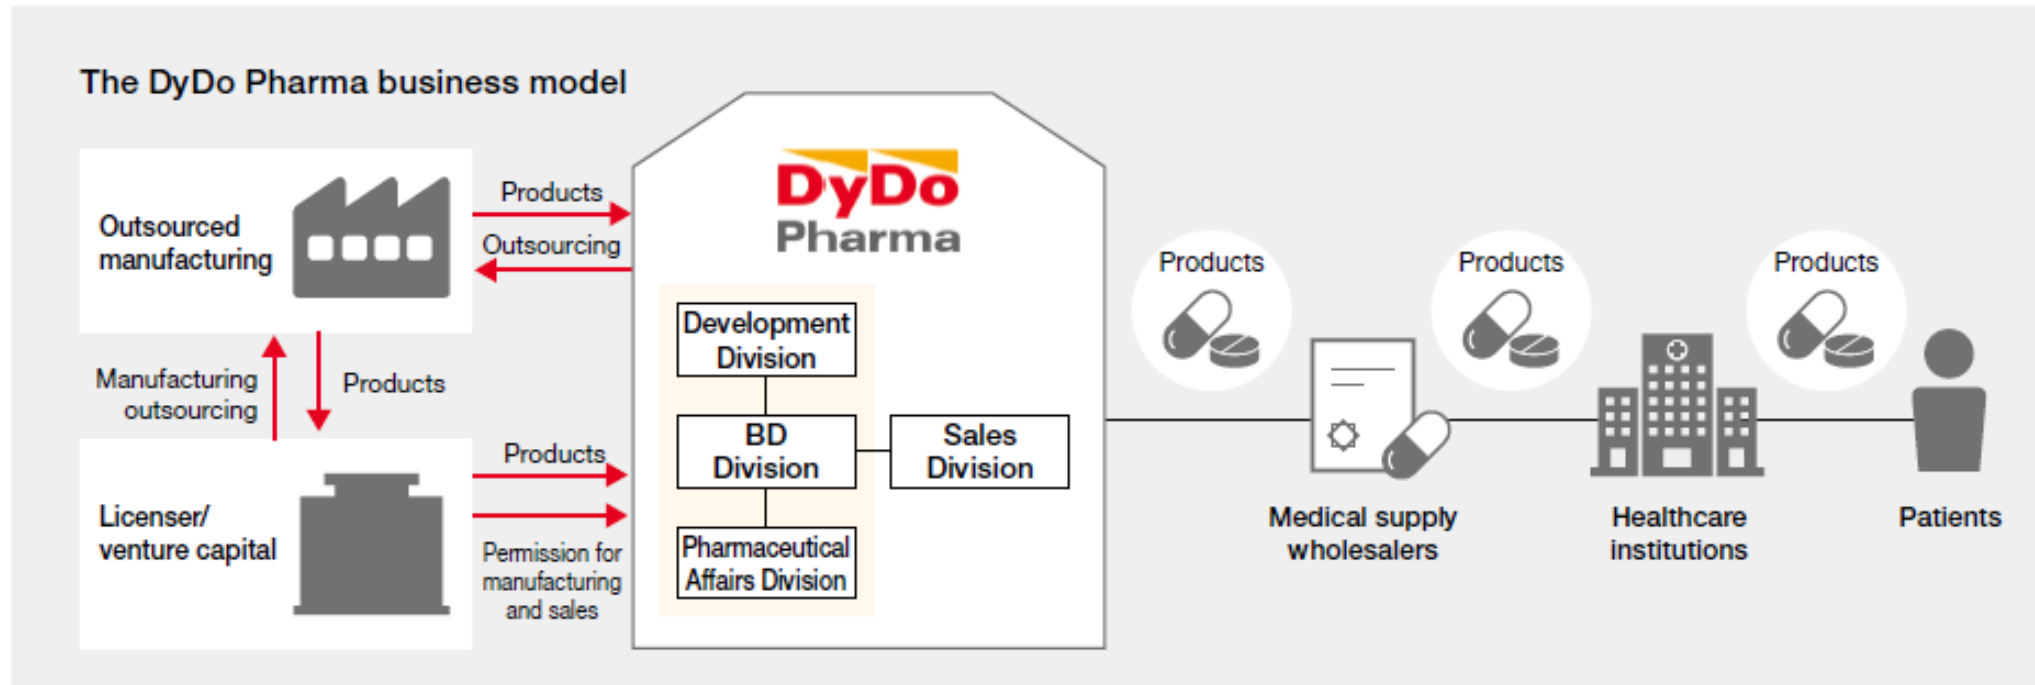 The DyDo Pharma business model
Outsourced
manufacturing
Products
Outsourcing
Manufacturing
outsourcing
Products
Licenser/
venture capital
Products
Permission for
manufacturing
and sales
DyDo
Pharma
Development
Division
BD
Division
Sales
Division
Pharmaceutical
Affairs Division
Products
Products
Products
Medical supply
wholesalers
Healthcare
institutions
Patients